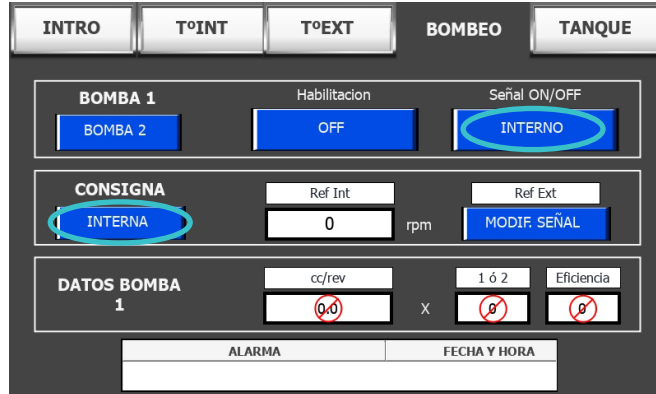 INTRO TºINT TºEXT BOMBEO TANQUE
BOMBA 1 Habilitacion Señal ON/OFF
BOMBA 2 OFF INTERNO
CONSIGNA Ref Int Ref Ext
INTERNA 0 rpm MODIF. SEÑAL
DATOS BOMBA 1 cc/rev 1 ó 2 Eficiencia
0.0 X 0 0
ALARMA FECHA Y HORA